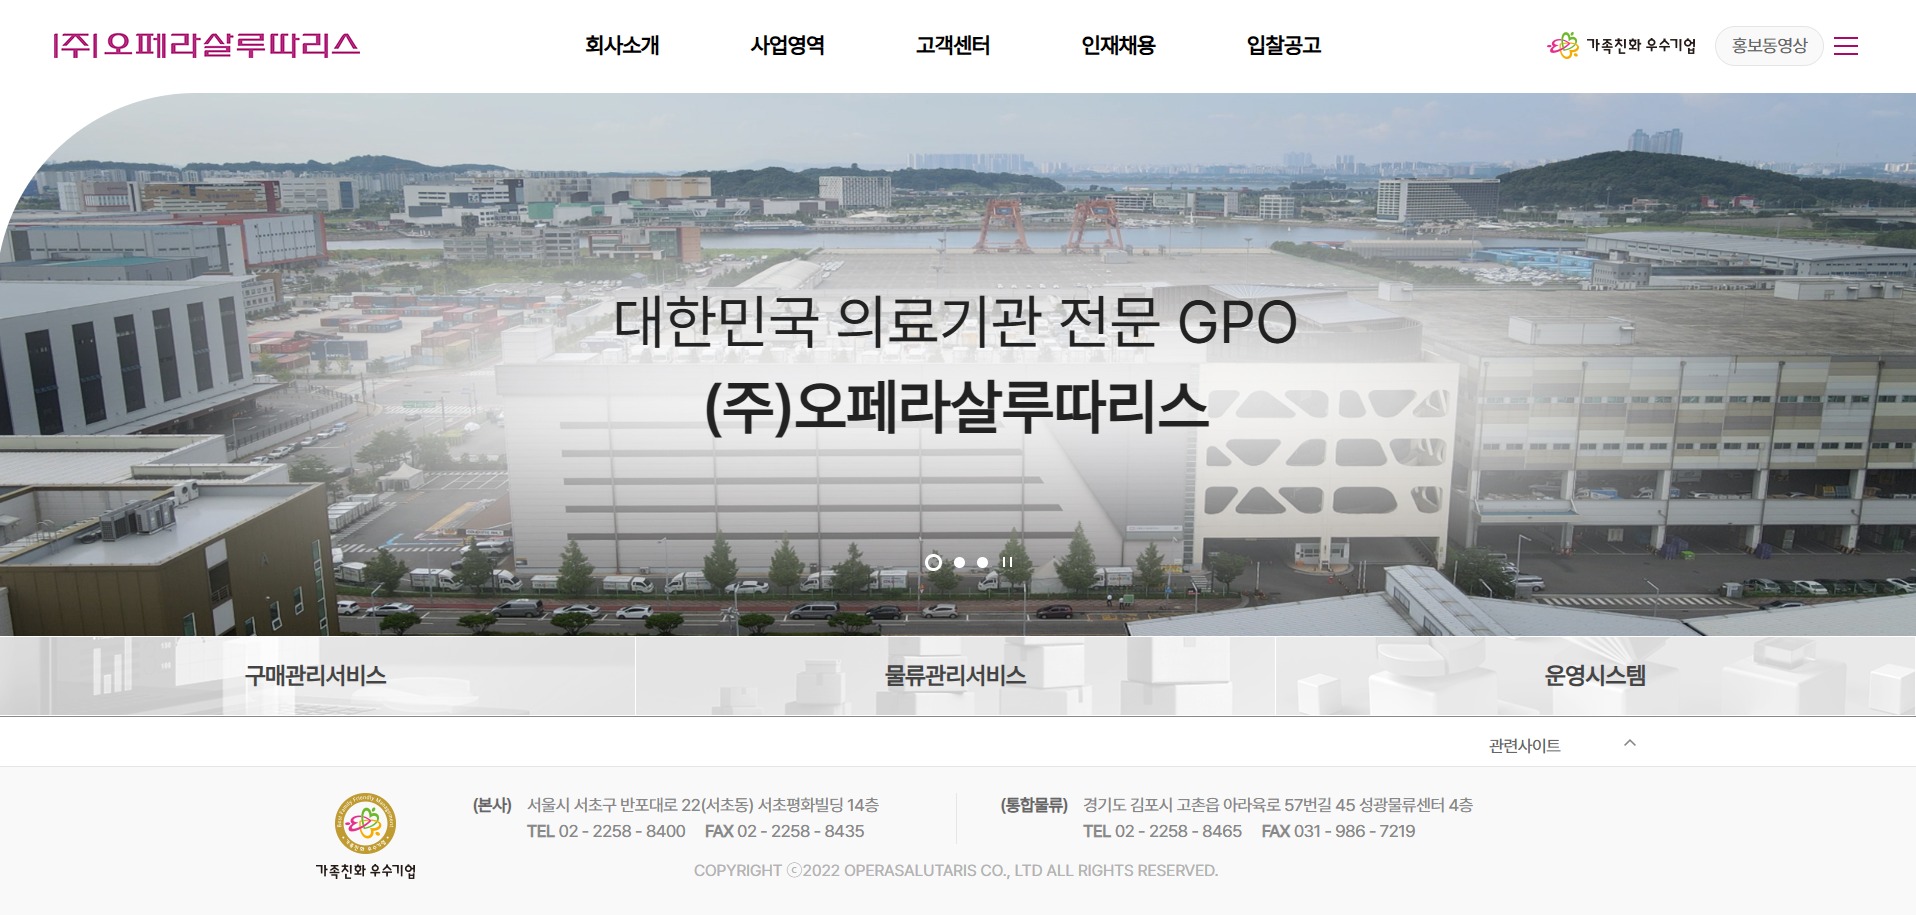 (주)오페라살루따리스
회사소개 사업영역 고객센터 인재채용 입찰공고
가족친화 우수기업
홍보동영상
대한민국 의료기관 전문 GPO
(주)오페라살루따리스
구매관리서비스 물류관리서비스 운영시스템
관련사이트
가족친화 우수기업
(본사) 서울시 서초구 반포대로 22(서초동) 서초평화빌딩 14층
TEL 02 - 2258 - 8400 FAX 02 - 2258 - 8435
(통합물류) 경기도 김포시 고촌읍 아라육로 57번길 45 성광물류센터 4층
TEL 02 - 2258 - 8465 FAX 031 - 986 - 7219
COPYRIGHT ⓒ2022 OPERASALUTARIS CO., LTD ALL RIGHTS RESERVED.